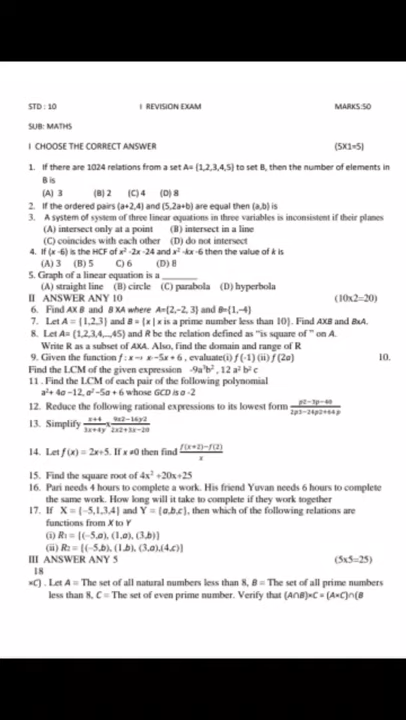 STD : 10 I REVISION EXAM MARKS:50
SUB: MATHS
I CHOOSE THE CORRECT ANSWER (5X1=5)
1. If there are 1024 relations from a set A= {1,2,3,4,5} to set B, then the number of elements in
B is
(A) 3 (B) 2 (C) 4 (D) 8
2. If the ordered pairs (a+2,4) and (5,2a+b) are equal then (a,b) is
3. A system of system of three linear equations in three variables is inconsistent if their planes
(A) intersect only at a point (B) intersect in a line
(C) coincides with each other (D) do not intersect
4. If (x -6) is the HCF of x² -2x -24 and x² -kx -6 then the value of k is
(A) 3 (B) 5 C) 6 (D) 8
5. Graph of a linear equation is a _______
(A) straight line (B) circle (C) parabola (D) hyperbola
II ANSWER ANY 10 (10x2=20)
6. Find AX B and B XA where A={2,-2, 3} and B={1,-4}
7. Let A = {1,2,3} and B = {x | x is a prime number less than 10}. Find AXB and BxA.
8. Let A= {1,2,3,4,..,45} and R be the relation defined as “is square of ” on A.
Write R as a subset of AXA. Also, find the domain and range of R
9. Given the function f : x→ x²-5x + 6 , evaluate(i) f (-1) (ii) f (2a) 10.
Find the LCM of the given expression -9a³b² , 12 a² b² c
11 . Find the LCM of each pair of the following polynomial
a²+ 4a -12, a² -5a + 6 whose GCD is a -2
12. Reduce the following rational expressions to its lowest form (p2-3p-40)/(2p3-24p2+64p)
13. Simplify (x+4)/(3x+4y) x (9x2-16y2)/(2x2+3x-20)
14. Let f (x) = 2x+5. If x ≠0 then find (f(x+2)-f(2))/x
15. Find the square root of 4x² +20x+25
16. Pari needs 4 hours to complete a work. His friend Yuvan needs 6 hours to complete
the same work. How long will it take to complete if they work together
17. If X = {-5,1,3,4} and Y = {a,b,c}, then which of the following relations are
functions from X to Y
(i) R₁ = {(-5,a), (1,a), (3,b)}
(ii) R₂ = {(-5,b), (1,b), (3,a),(4,c)}
III ANSWER ANY 5 (5x5=25)
18
×C) . Let A = The set of all natural numbers less than 8, B = The set of all prime numbers
less than 8, C = The set of even prime number. Verify that (A∩B)×C = (A×C)∩(B